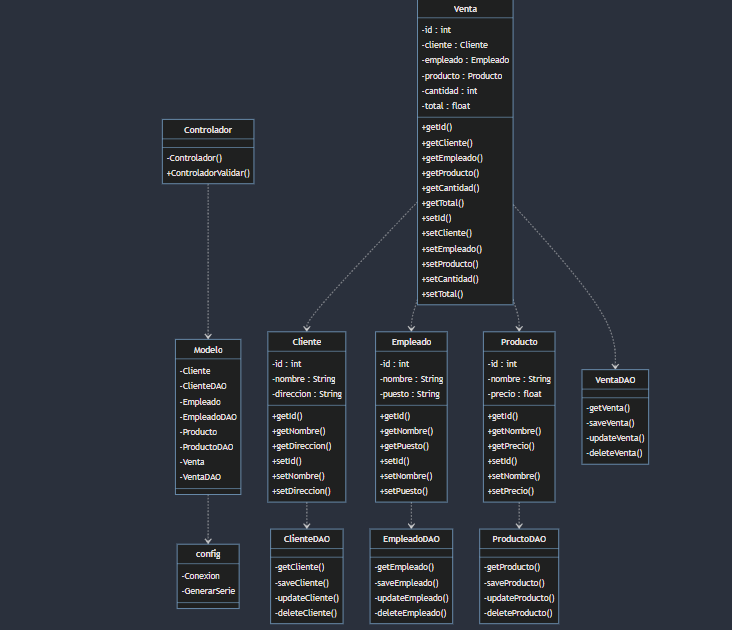 Venta
-id : int
-cliente : Cliente
-empleado : Empleado
-producto : Producto
-cantidad : int
-total : float
+getId()
+getCliente()
+getEmpleado()
+getProducto()
+getCantidad()
+getTotal()
+setId()
+setCliente()
+setEmpleado()
+setProducto()
+setCantidad()
+setTotal()
Controlador
-Controlador()
+ControladorValidar()
Modelo
-Cliente
-ClienteDAO
-Empleado
-EmpleadoDAO
-Producto
-ProductoDAO
-Venta
-VentaDAO
Cliente
-id : int
-nombre : String
-direccion : String
+getId()
+getNombre()
+getDireccion()
+setId()
+setNombre()
+setDireccion()
Empleado
-id : int
-nombre : String
-puesto : String
+getId()
+getNombre()
+getPuesto()
+setId()
+setNombre()
+setPuesto()
Producto
-id : int
-nombre : String
-precio : float
+getId()
+getNombre()
+getPrecio()
+setId()
+setNombre()
+setPrecio()
VentaDAO
-getVenta()
-saveVenta()
-updateVenta()
-deleteVenta()
config
-Conexion
-GenerarSerie
ClienteDAO
-getCliente()
-saveCliente()
-updateCliente()
-deleteCliente()
EmpleadoDAO
-getEmpleado()
-saveEmpleado()
-updateEmpleado()
-deleteEmpleado()
ProductoDAO
-getProducto()
-saveProducto()
-updateProducto()
-deleteProducto()